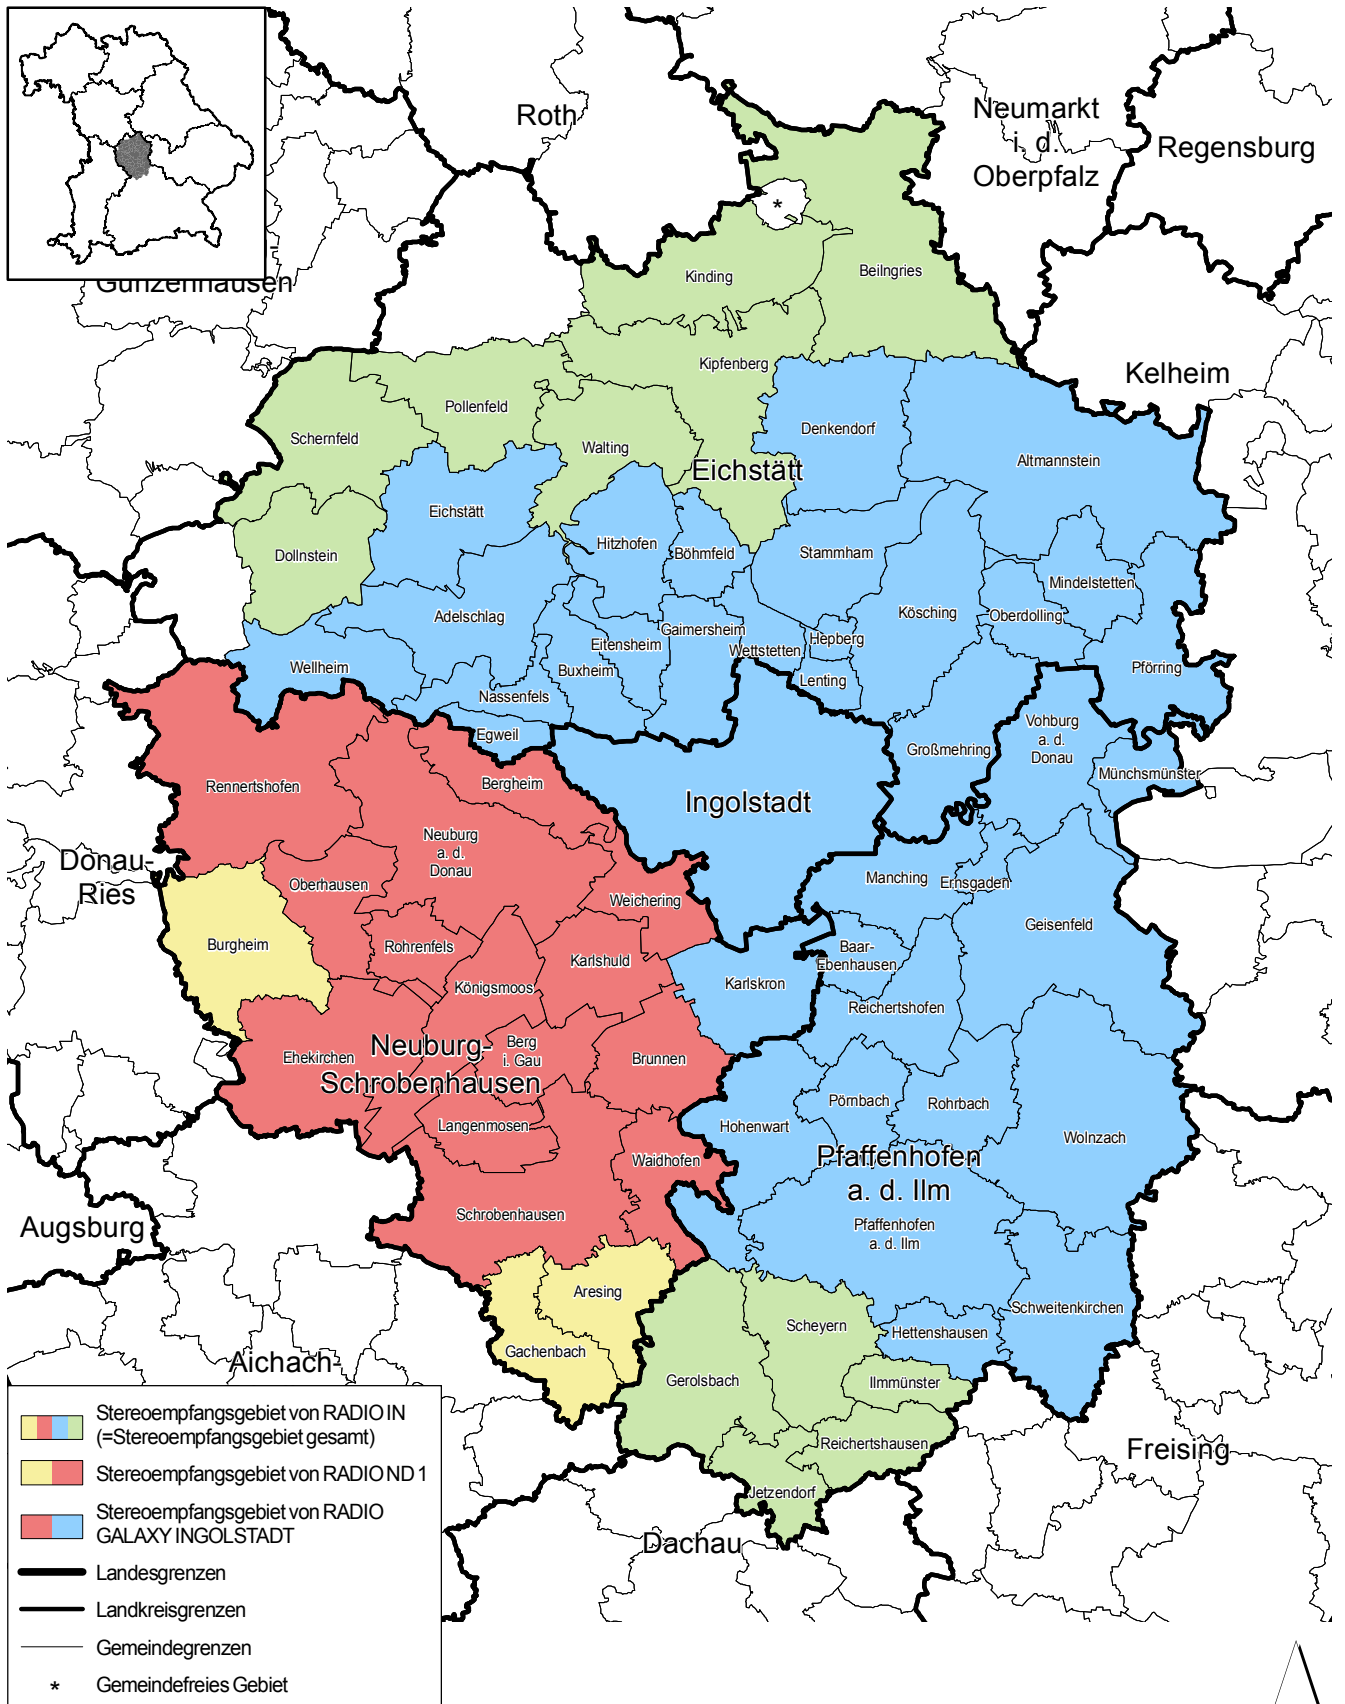 Roth
Neumarkt
i. d.
Oberpfalz
Regensburg
Gunzenhausen
Kinding
Beilngries
Kipfenberg
Kelheim
Pollenfeld
Schernfeld
Walting
Denkendorf
Eichstätt
Altmannstein
Eichstätt
Dollnstein
Hitzhofen
Böhmfeld
Stammham
Mindelstetten
Adelschlag
Kösching
Oberdolling
Gaimersheim
Eitensheim
Hepberg
Wettstetten
Wellheim
Buxheim
Lenting
Pförring
Nassenfels
Egweil
Vohburg
a. d.
Donau
Großmehring
Münchsmünster
Rennertshofen
Bergheim
Ingolstadt
Neuburg
a. d.
Donau
Donau-
Ries
Oberhausen
Weichering
Manching
Ernsgaden
Geisenfeld
Burgheim
Rohrenfels
Karlshuld
Baar-
Ebenhausen
Königsmoos
Karlskron
Reichertshofen
Neuburg-
Schrobenhausen
Ehekirchen
Berg
i. Gau
Brunnen
Pörnbach
Rohrbach
Langenmosen
Hohenwart
Wolnzach
Waidhofen
Pfaffenhofen
a. d. Ilm
Augsburg
Schrobenhausen
Pfaffenhofen
a. d. Ilm
Aresing
Schweitenkirchen
Scheyern
Hettenshausen
Gachenbach
Aichach-
Gerolsbach
Ilmmünster
Reichertshausen
Freising
Jetzendorf
Dachau
Stereoempfangsgebiet von RADIO IN
(=Stereoempfangsgebiet gesamt)
Stereoempfangsgebiet von RADIO ND 1
Stereoempfangsgebiet von RADIO
GALAXY INGOLSTADT
Landesgrenzen
Landkreisgrenzen
Gemeindegrenzen
* Gemeindefreies Gebiet